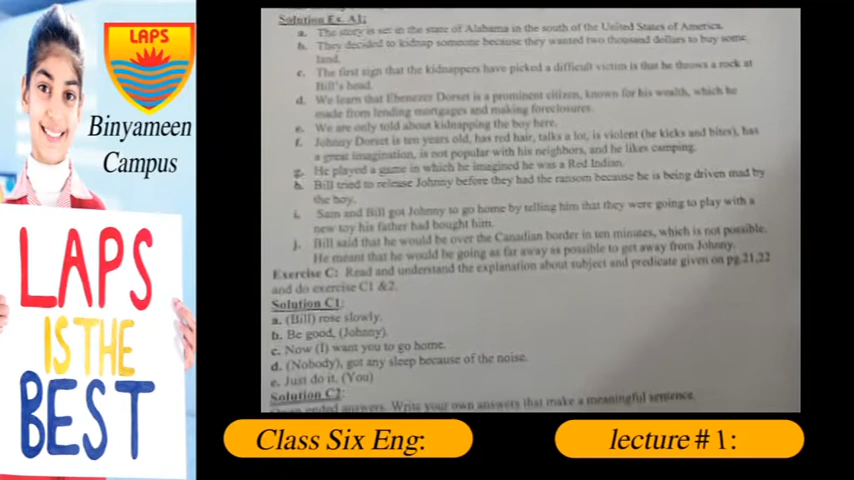 LAPS
Binyameen
Campus
LAPS
IS THE
BEST
Solution Ex. A1:
a. The story is set in the state of Alabama in the south of the United States of America.
b. They decided to kidnap someone because they wanted two thousand dollars to buy some
land.
c. The first sign that the kidnappers have picked a difficult victim is that he throws a rock at
Bill's head.
d. We learn that Ebenezer Dorset is a prominent citizen, known for his wealth, which he
made from lending mortgages and making foreclosures.
e. We are only told about kidnapping the boy here.
f. Johnny Dorset is ten years old, has red hair, talks a lot, is violent (he kicks and bites), has
a great imagination, is not popular with his neighbors, and he likes camping.
g. He played a game in which he imagined he was a Red Indian.
h. Bill tried to release Johnny before they had the ransom because he is being driven mad by
the boy.
i. Sam and Bill got Johnny to go home by telling him that they were going to play with a
new toy his father had bought him.
j. Bill said that he would be over the Canadian border in ten minutes, which is not possible.
He meant that he would be going as far away as possible to get away from Johnny.
Exercise C: Read and understand the explanation about subject and predicate given on pg.21,22
and do exercise C1 &2.
Solution C1:
a. (Bill) rose slowly.
b. Be good, (Johnny).
c. Now (I) want you to go home.
d. (Nobody), got any sleep because of the noise.
e. Just do it. (You)
Solution C2:
ended answers. Write your own answers that make a meaningful sentence.
Class Six Eng:
lecture # 1: